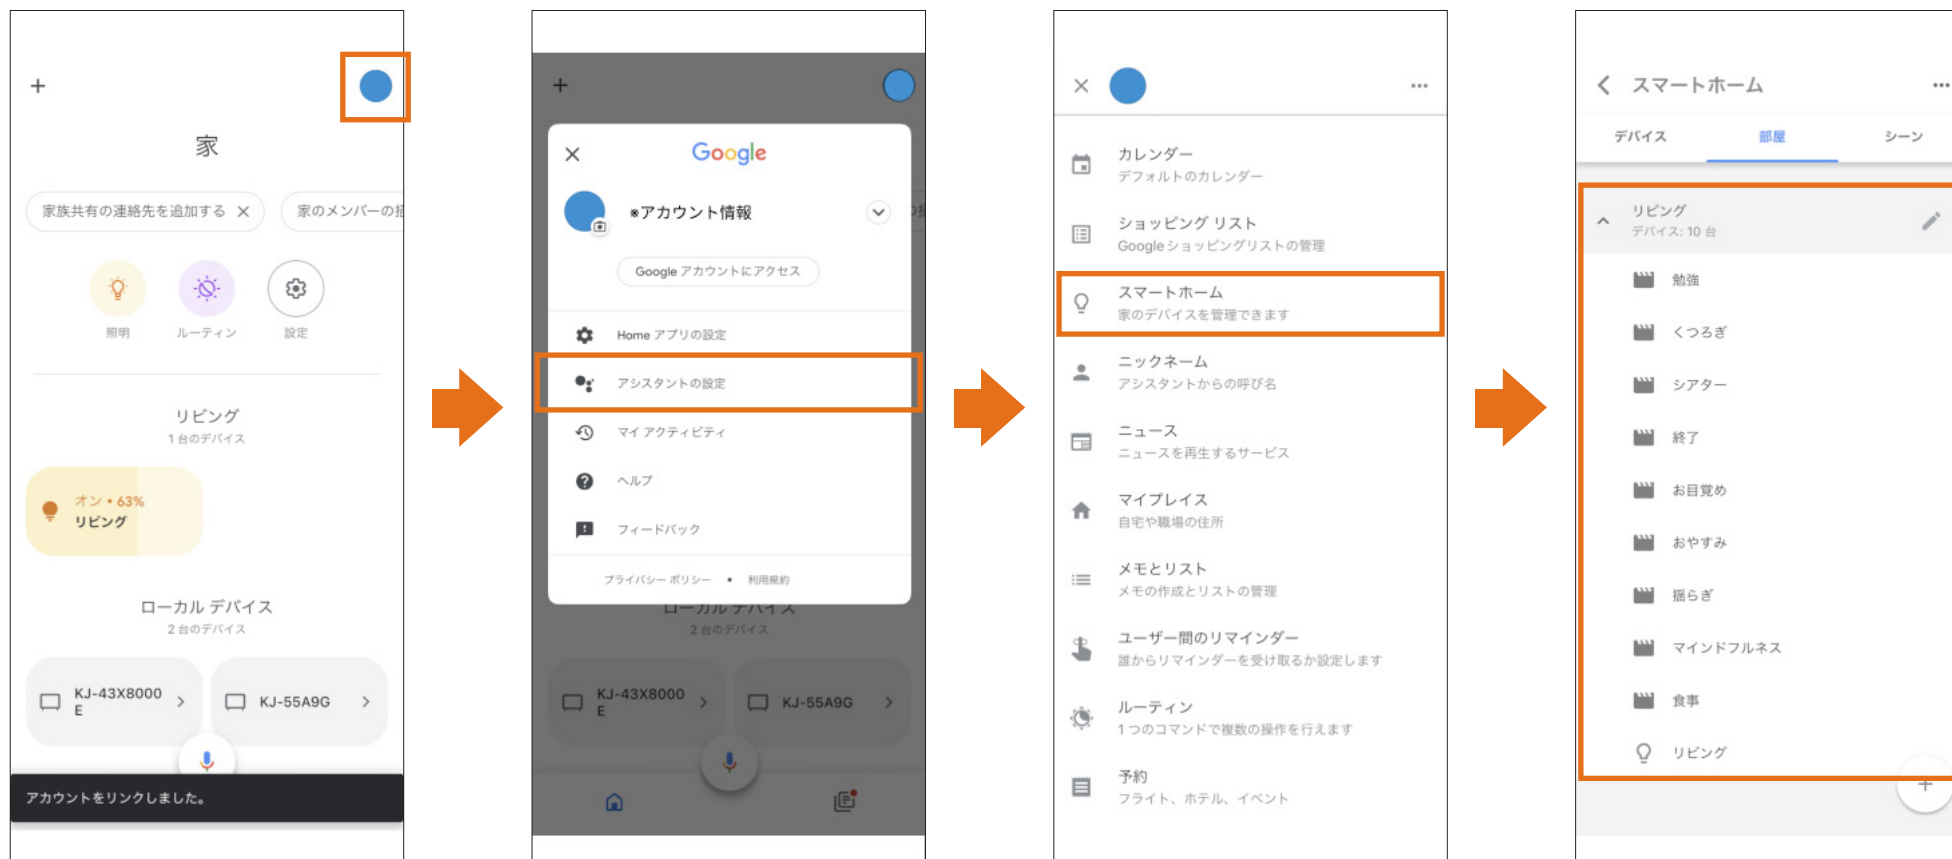 家
家族共有の連絡先を追加する
家のメンバーの
照明
ルーティン
設定
リビング
1 台のデバイス
オン • 63%
リビング
ローカル デバイス
2 台のデバイス
KJ-43X8000
E
KJ-55A9G
アカウントをリンクしました。
Google
※アカウント情報
Google アカウントにアクセス
Home アプリの設定
アシスタントの設定
マイ アクティビティ
ヘルプ
フィードバック
プライバシー ポリシー • 利用規約
ローカル デバイス
2 台のデバイス
KJ-43X8000
E
KJ-55A9G
カレンダー
デフォルトのカレンダー
ショッピング リスト
Google ショッピングリストの管理
スマートホーム
家のデバイスを管理できます
ニックネーム
アシスタントからの呼び名
ニュース
ニュースを再生するサービス
マイプレイス
自宅や職場の住所
メモとリスト
メモの作成とリストの管理
ユーザー間のリマインダー
誰からリマインダーを受け取るか設定します
ルーティン
1 つのコマンドで複数の操作を行えます
予約
フライト、ホテル、イベント
スマートホーム
デバイス
部屋
シーン
リビング
デバイス: 10 台
勉強
くつろぎ
シアター
終了
お目覚め
おやすみ
揺らぎ
マインドフルネス
食事
リビング